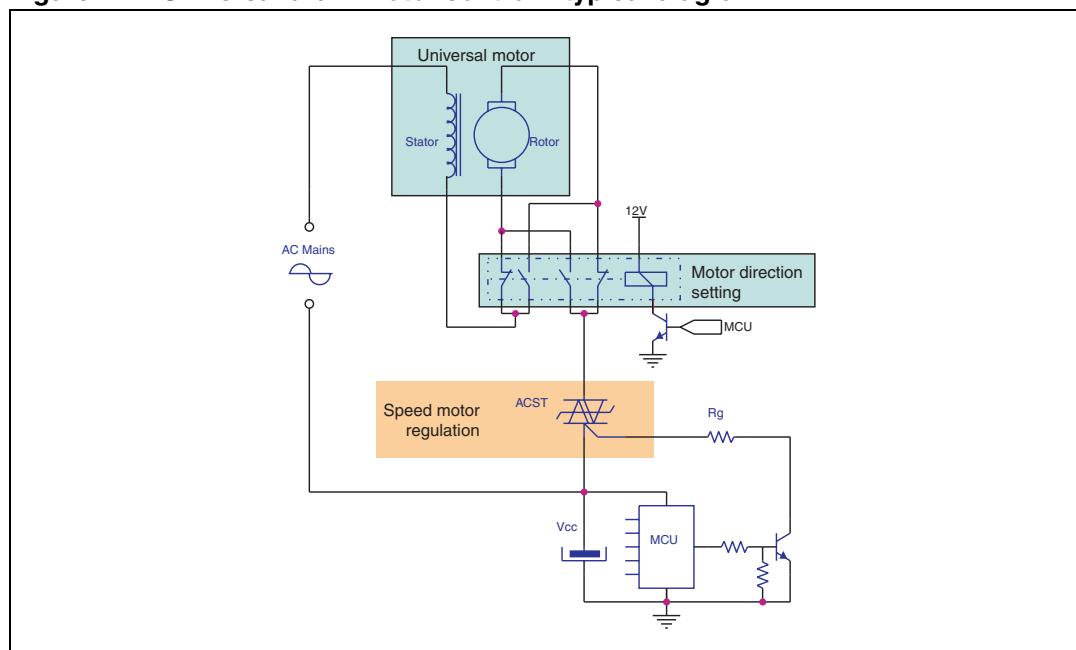 Universal motor
Stator
Rotor
12V
AC Mains
Motor direction
setting
MCU
Speed motor
regulation
ACST
Rg
Vcc
MCU